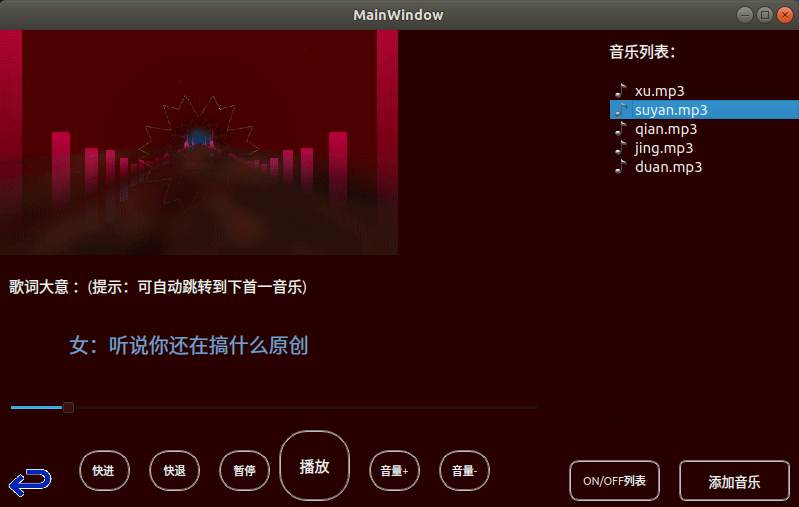 MainWindow
音乐列表：
xu.mp3
suyan.mp3
qian.mp3
jing.mp3
duan.mp3
歌词大意 ：(提示：可自动跳转到下首一音乐)
女：听说你还在搞什么原创
快进
快退
暂停
播放
音量+
音量-
ON/OFF列表
添加音乐